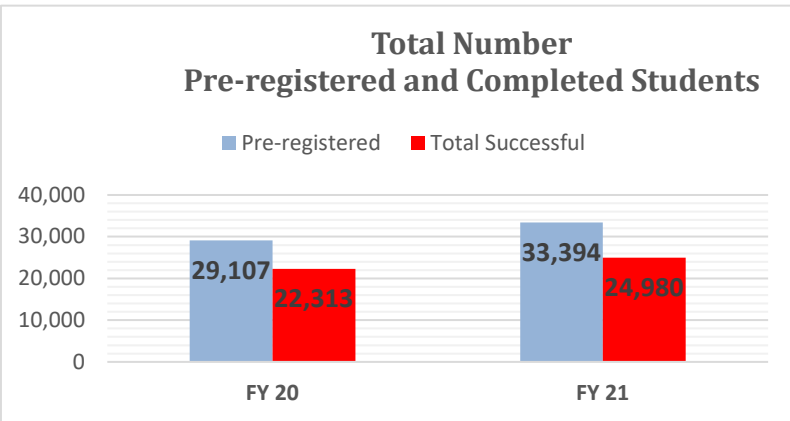 Total Number
Pre-registered and Completed Students
Pre-registered Total Successful
40,000
30,000
20,000
10,000
0
29,107
22,313
33,394
24,980
FY 20 FY 21